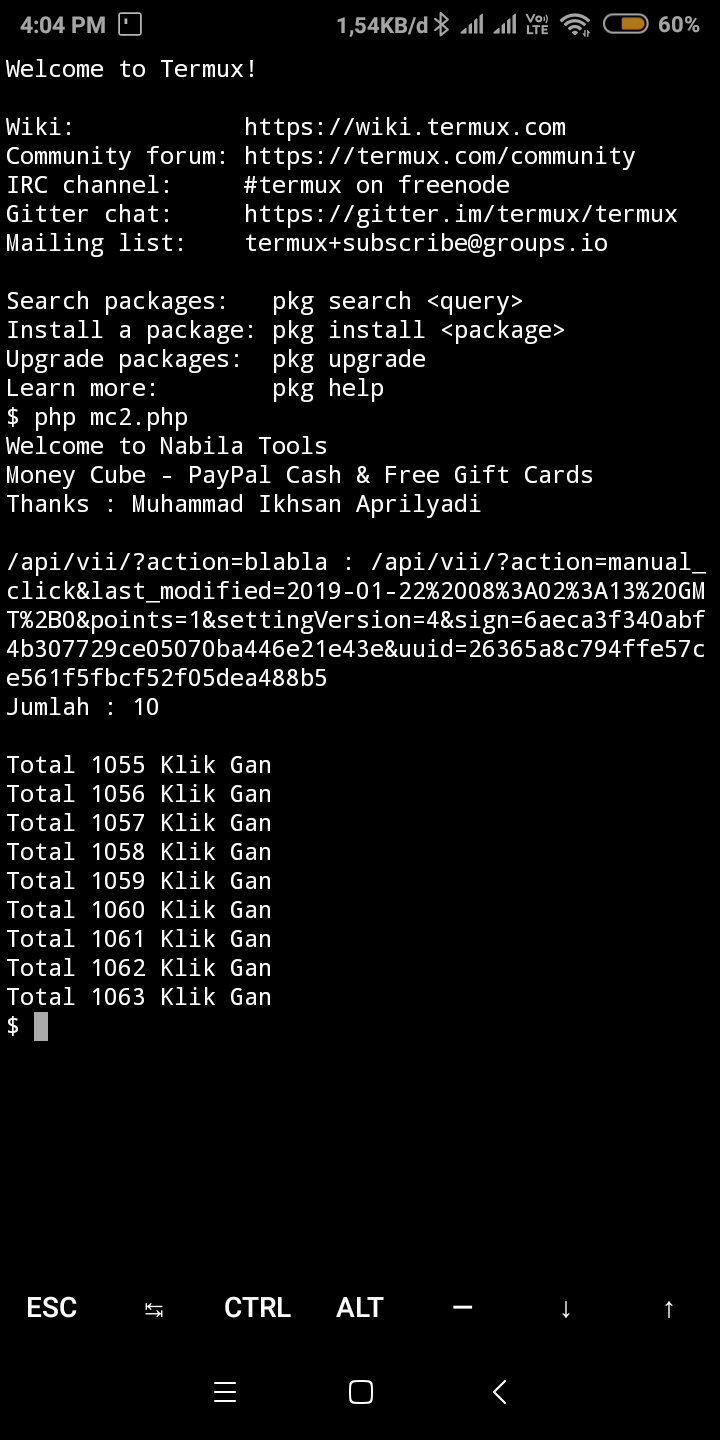 4:04 PM 1,54KB/d Vo) LTE 60%
Welcome to Termux!
Wiki: https://wiki.termux.com
Community forum: https://termux.com/community
IRC channel: #termux on freenode
Gitter chat: https://gitter.im/termux/termux
Mailing list: termux+subscribe@groups.io
Search packages: pkg search <query>
Install a package: pkg install <package>
Upgrade packages: pkg upgrade
Learn more: pkg help
$ php mc2.php
Welcome to Nabila Tools
Money Cube - PayPal Cash & Free Gift Cards
Thanks : Muhammad Ikhsan Aprilyadi
/api/vii/?action=blabla : /api/vii/?action=manual_
click&last_modified=2019-01-22%2008%3A02%3A13%20GM
T%2B0&points=1&settingVersion=4&sign=6aeca3f340abf
4b307729ce05070ba446e21e43e&uuid=26365a8c794ffe57c
e561f5fbcf52f05dea488b5
Jumlah : 10
Total 1055 Klik Gan
Total 1056 Klik Gan
Total 1057 Klik Gan
Total 1058 Klik Gan
Total 1059 Klik Gan
Total 1060 Klik Gan
Total 1061 Klik Gan
Total 1062 Klik Gan
Total 1063 Klik Gan
$
ESC ↹ CTRL ALT — ↓ ↑